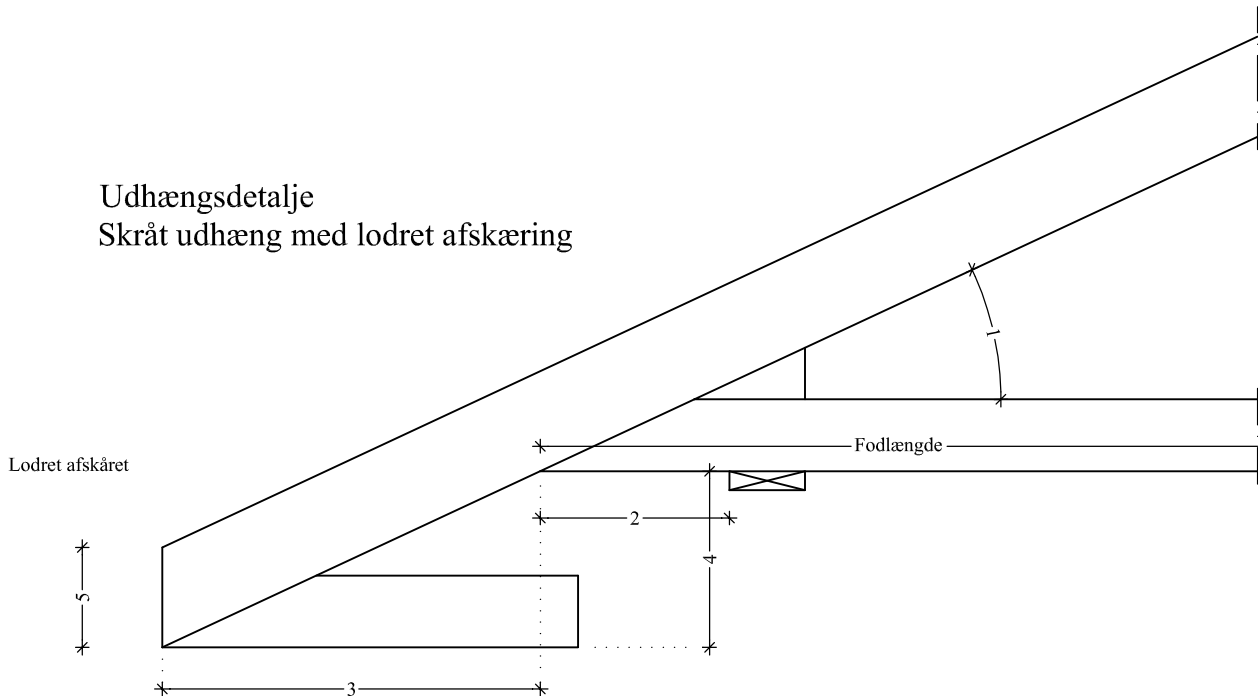 Udhængsdetalje
Skråt udhæng med lodret afskæring
1
Fodlængde
Lodret afskåret
2
4
5
3